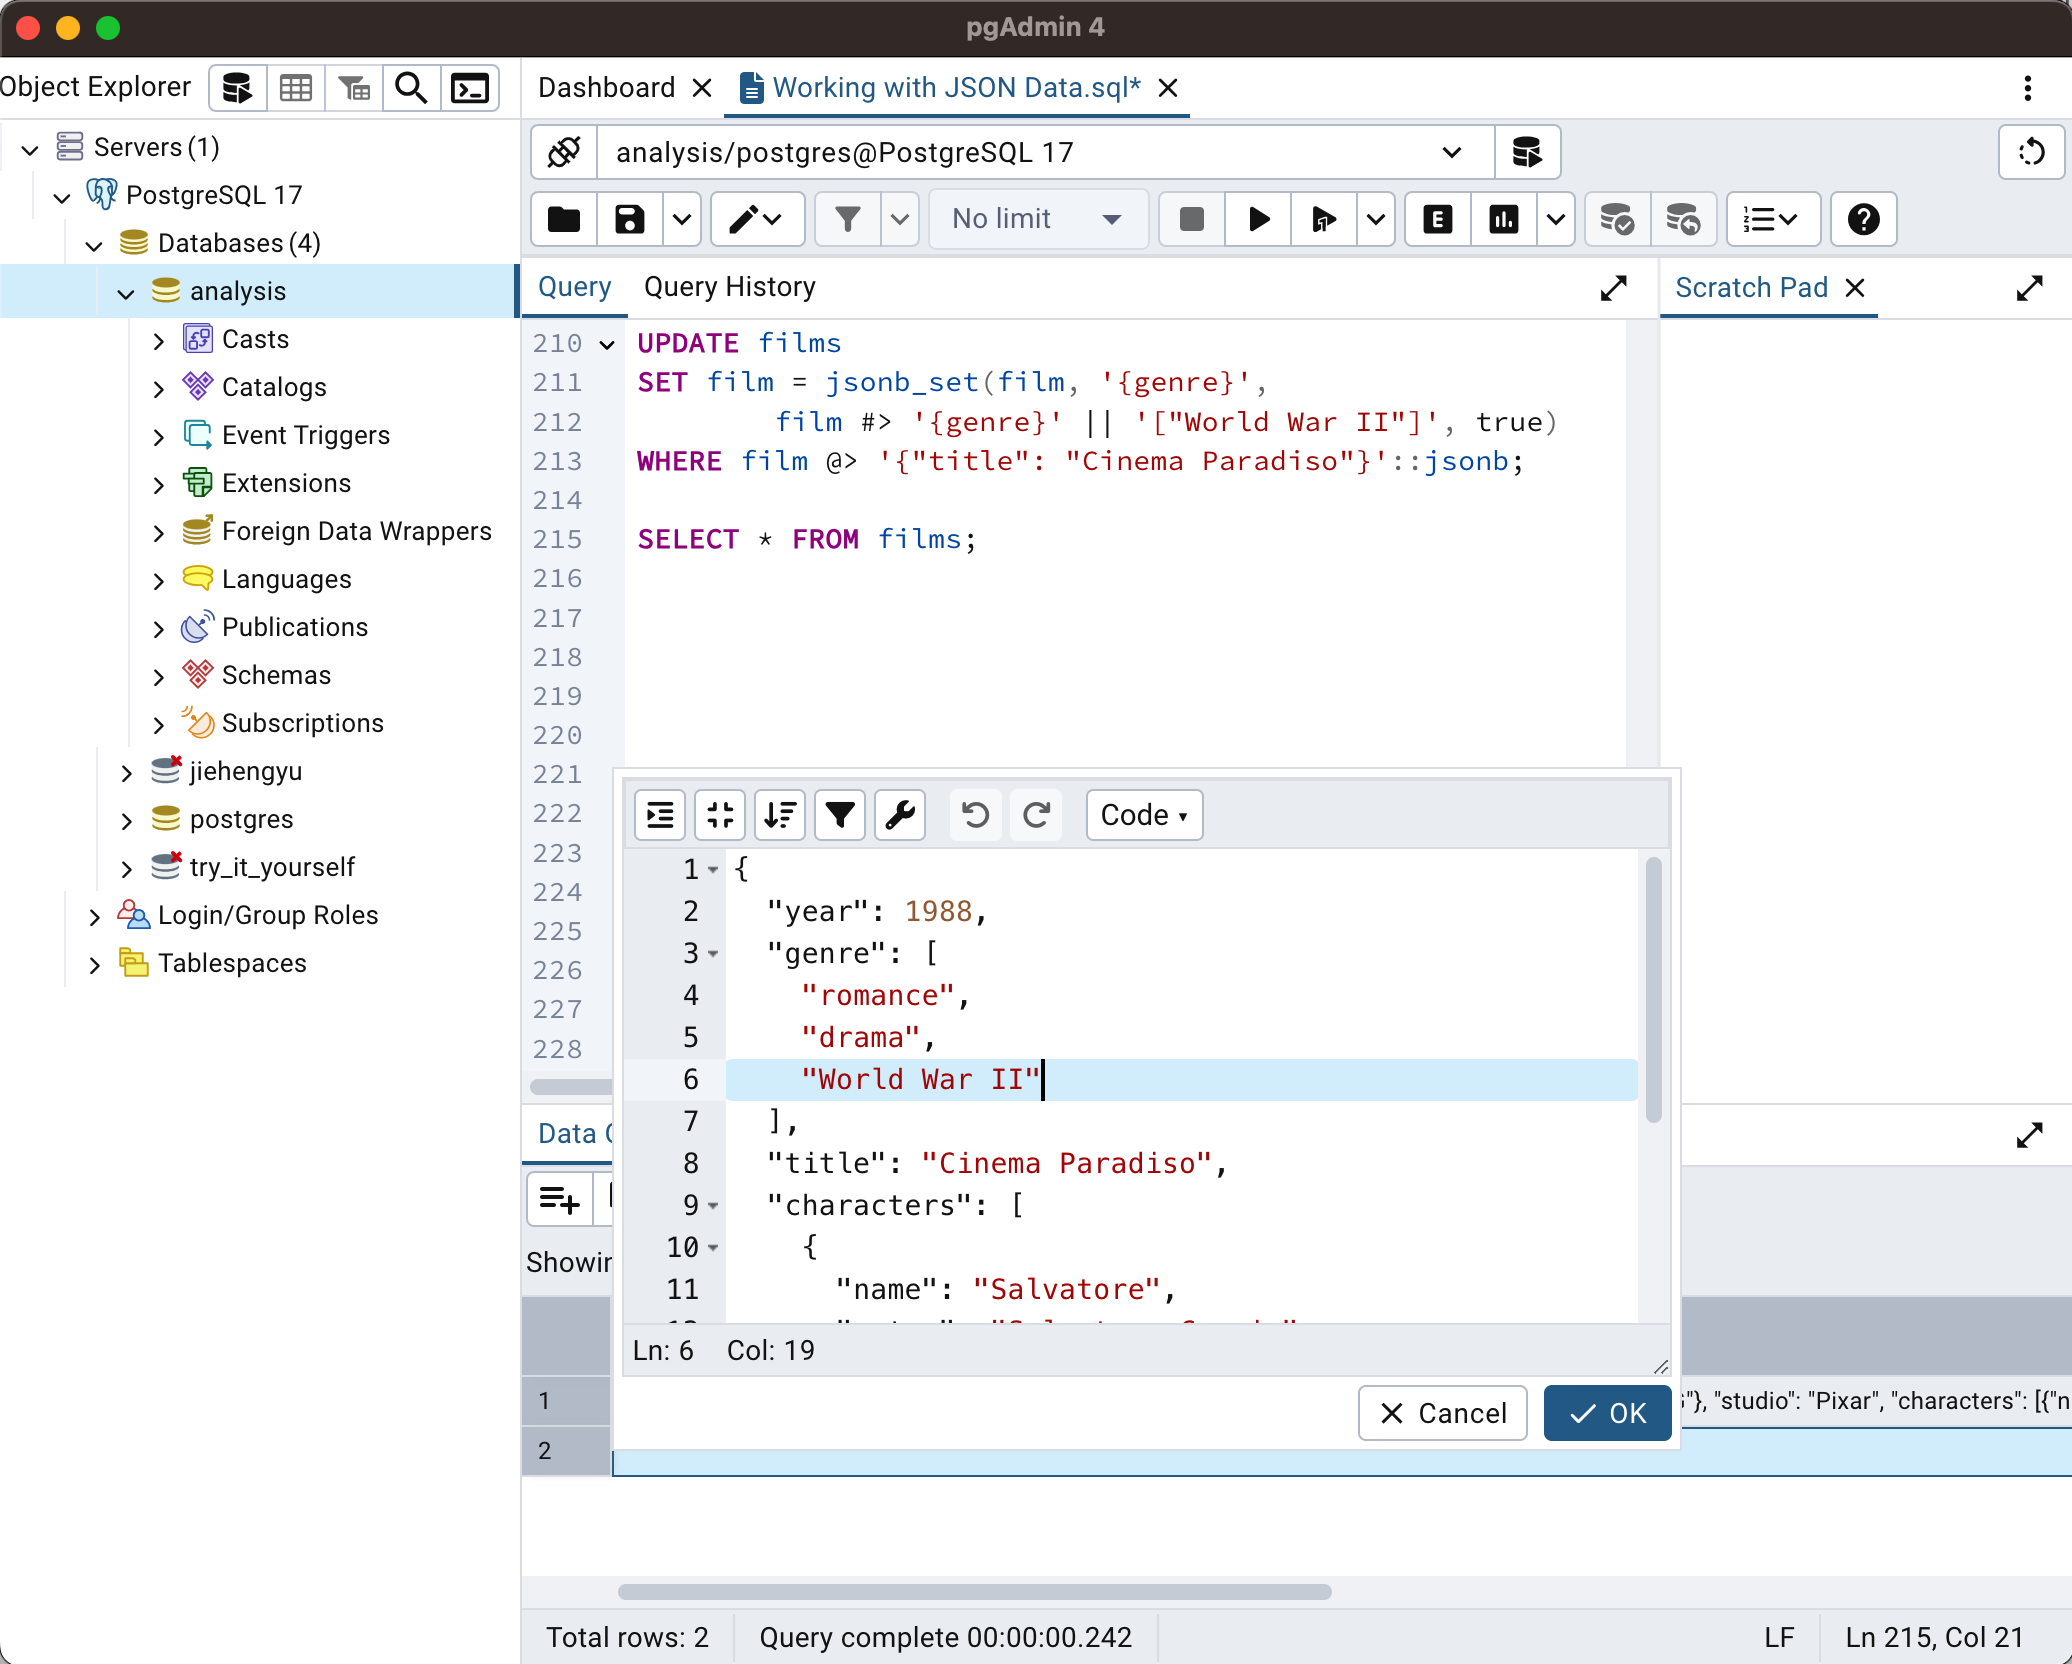 pgAdmin 4
Object Explorer
Dashboard
Working with JSON Data.sql*
Servers (1)
PostgreSQL 17
Databases (4)
analysis
Casts
Catalogs
Event Triggers
Extensions
Foreign Data Wrappers
Languages
Publications
Schemas
Subscriptions
jiehengyu
postgres
try_it_yourself
Login/Group Roles
Tablespaces
analysis/postgres@PostgreSQL 17
No limit
E
Query
Query History
Scratch Pad
210 UPDATE films
211 SET film = jsonb_set(film, '{genre}',
212 film #> '{genre}' || '["World War II"]', true)
213 WHERE film @> '{"title": "Cinema Paradiso"}'::jsonb;
214
215 SELECT * FROM films;
216
217
218
219
220
221
222
223
224
225
226
227
228
Code
1 {
2 "year": 1988,
3 "genre": [
4 "romance",
5 "drama",
6 "World War II"
7 ],
8 "title": "Cinema Paradiso",
9 "characters": [
10 {
11 "name": "Salvatore",
Ln: 6 Col: 19
Cancel
OK
Data
1
"}, "studio": "Pixar", "characters": [{"n
2
Total rows: 2
Query complete 00:00:00.242
LF
Ln 215, Col 21